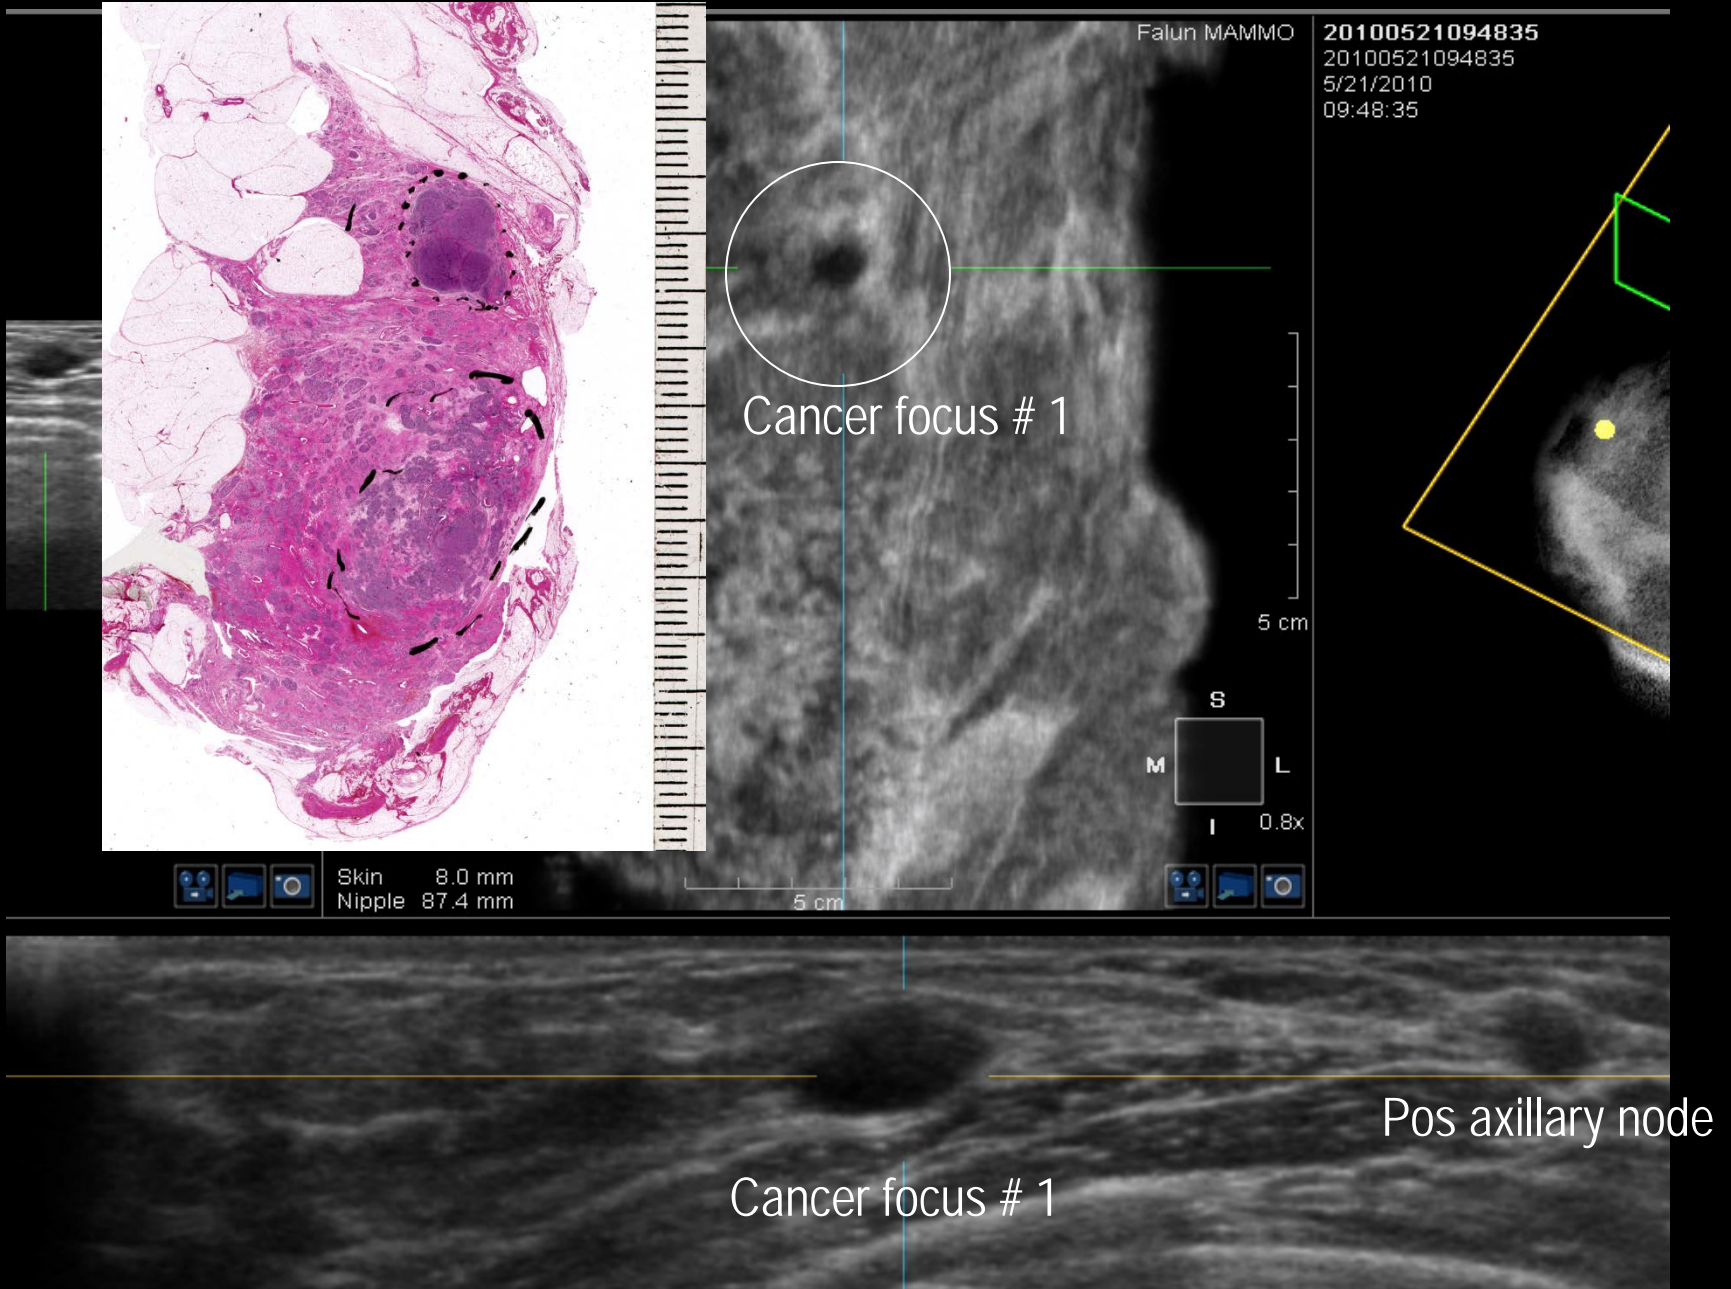 Falun MAMMO
20100521094835
20100521094835
5/21/2010
09:48:35
Cancer focus # 1
5 cm
S
M
L
I
0.8x
Skin 8.0 mm
Nipple 87.4 mm
5 cm
Pos axillary node
Cancer focus # 1